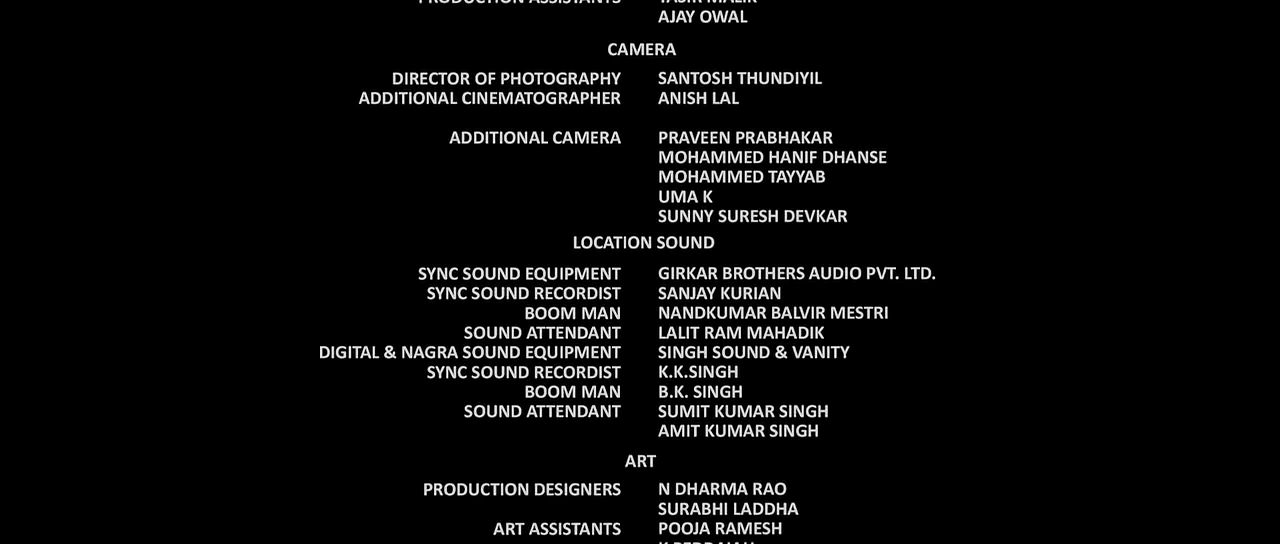 PRODUCTION ASSISTANTS YASIR MALIK
AJAY OWAL
CAMERA
DIRECTOR OF PHOTOGRAPHY SANTOSH THUNDIYIL
ADDITIONAL CINEMATOGRAPHER ANISH LAL
ADDITIONAL CAMERA PRAVEEN PRABHAKAR
MOHAMMED HANIF DHANSE
MOHAMMED TAYYAB
UMA K
SUNNY SURESH DEVKAR
LOCATION SOUND
SYNC SOUND EQUIPMENT GIRKAR BROTHERS AUDIO PVT. LTD.
SYNC SOUND RECORDIST SANJAY KURIAN
BOOM MAN NANDKUMAR BALVIR MESTRI
SOUND ATTENDANT LALIT RAM MAHADIK
DIGITAL & NAGRA SOUND EQUIPMENT SINGH SOUND & VANITY
SYNC SOUND RECORDIST K.K.SINGH
BOOM MAN B.K. SINGH
SOUND ATTENDANT SUMIT KUMAR SINGH
AMIT KUMAR SINGH
ART
PRODUCTION DESIGNERS N DHARMA RAO
SURABHI LADDHA
ART ASSISTANTS POOJA RAMESH